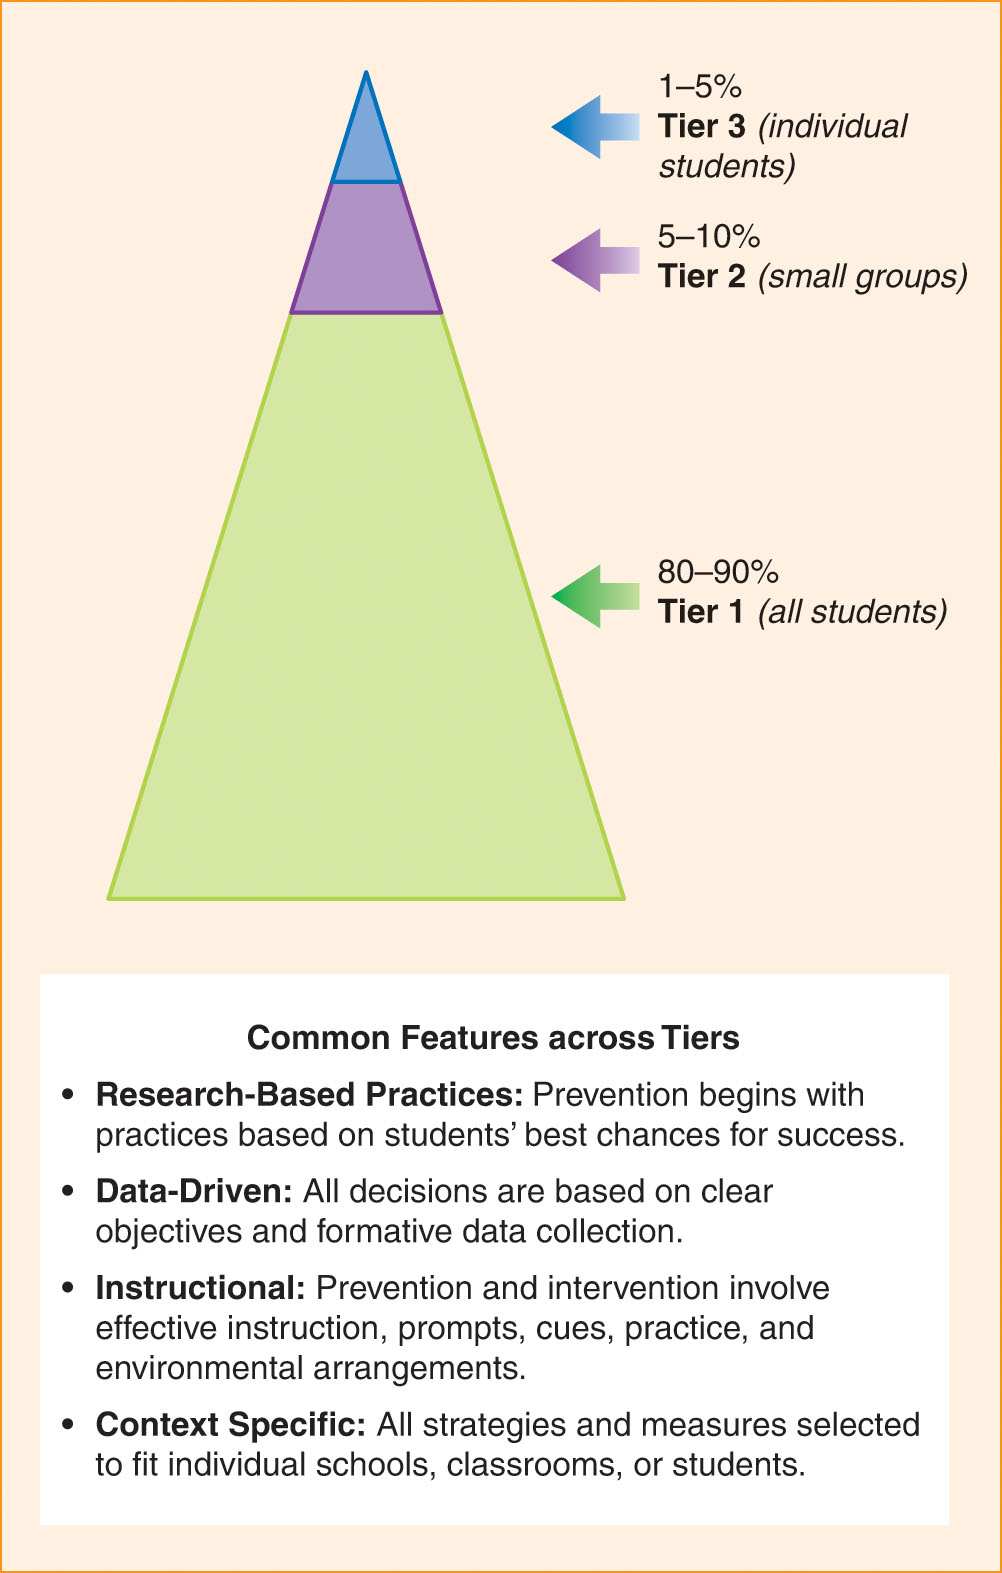 1–5%
Tier 3 (individual
students)
5–10%
Tier 2 (small groups)
80–90%
Tier 1 (all students)
Common Features across Tiers
• Research-Based Practices: Prevention begins with
practices based on students’ best chances for success.
• Data-Driven: All decisions are based on clear
objectives and formative data collection.
• Instructional: Prevention and intervention involve
effective instruction, prompts, cues, practice, and
environmental arrangements.
• Context Specific: All strategies and measures selected
to fit individual schools, classrooms, or students.